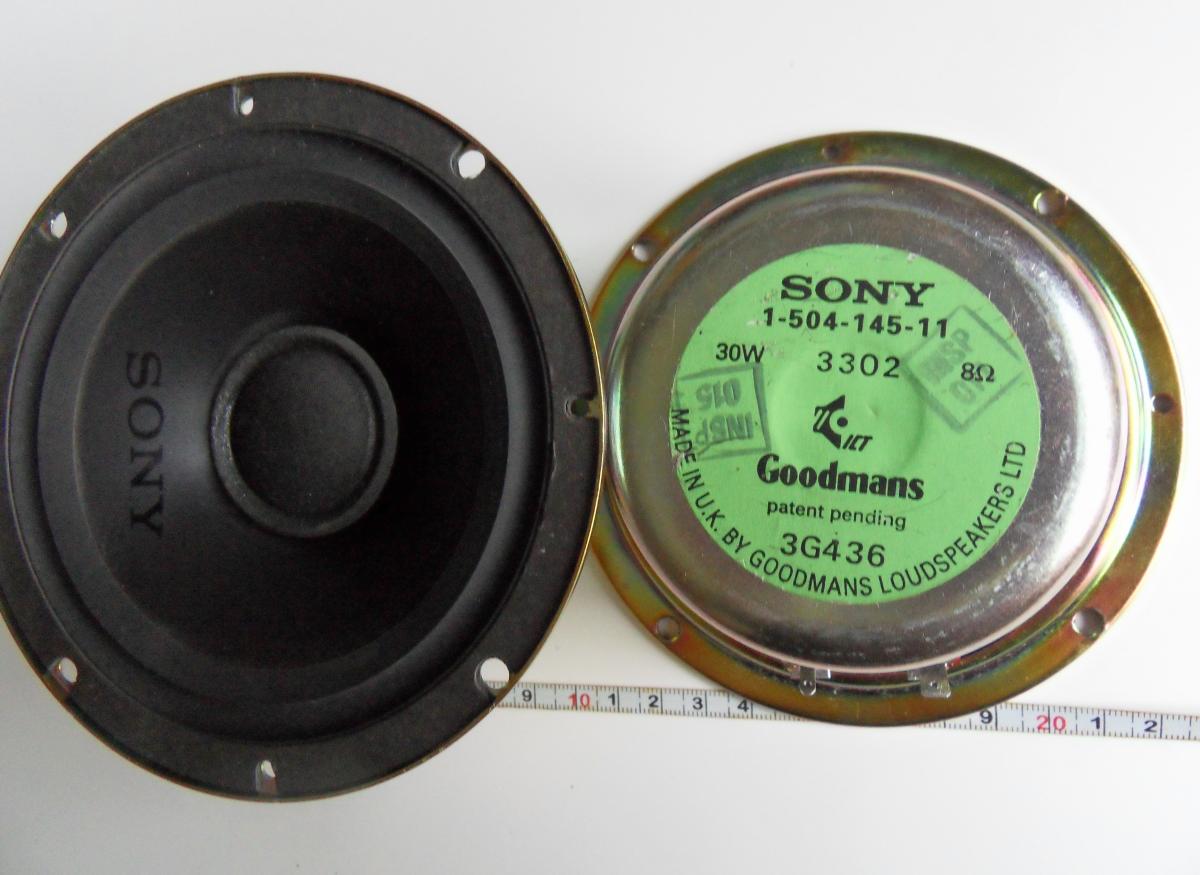 SONY
SONY
1-504-145-11
30W 3302 8Ω
INSP
015
INSP
ICT
Goodmans
patent pending
3G436
MADE IN U.K. BY GOODMANS LOUDSPEAKERS LTD
9 10 1 2 3 4 9 20 1 2